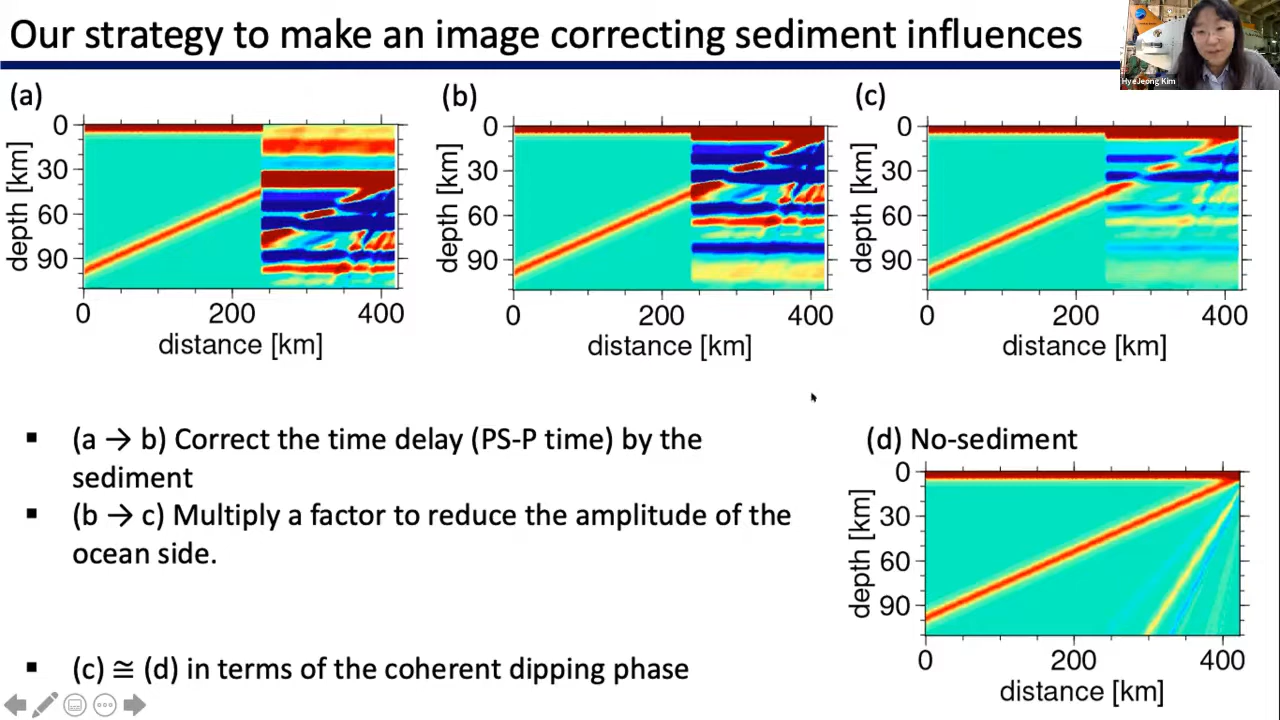 Our strategy to make an image correcting sediment influences
HyeJeong Kim
(a)
(b)
(c)
0
30
60
90
depth [km]
0
200
400
distance [km]
0
30
60
90
depth [km]
0
200
400
distance [km]
0
30
60
90
depth [km]
0
200
400
distance [km]
▪ (a → b) Correct the time delay (PS-P time) by the
sediment
▪ (b → c) Multiply a factor to reduce the amplitude of the
ocean side.
▪ (c) ≅ (d) in terms of the coherent dipping phase
(d) No-sediment
0
30
60
90
depth [km]
0
200
400
distance [km]